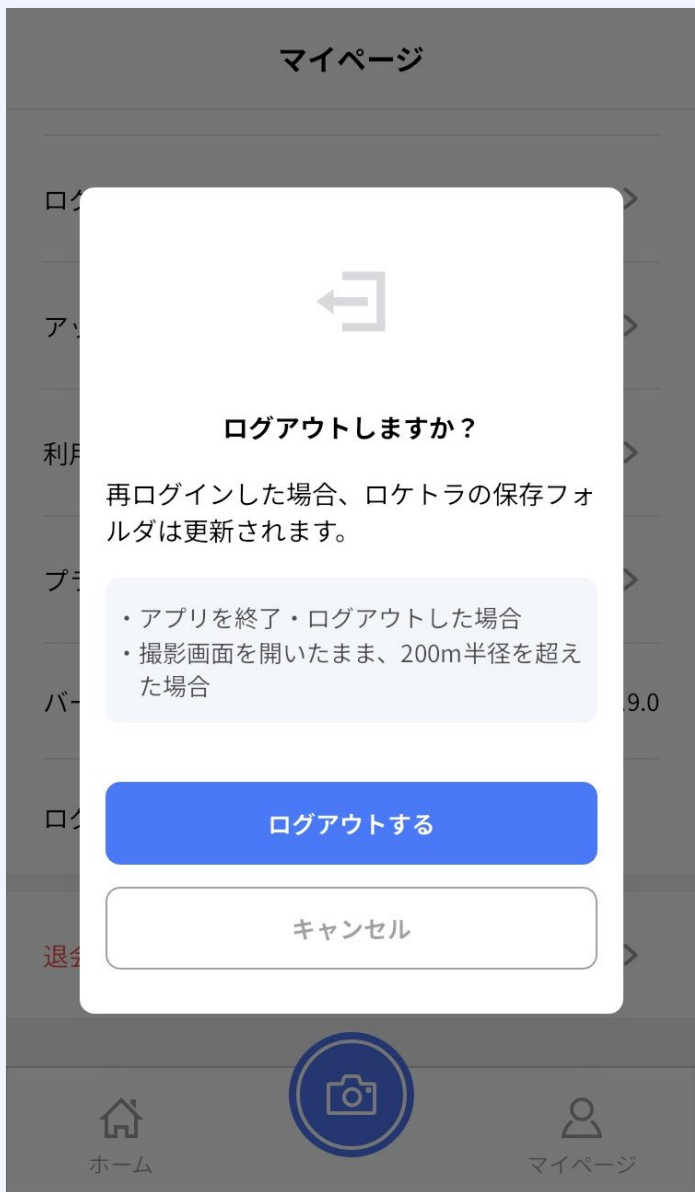 マイページ
ログアウトしますか？
再ログインした場合、ロケトラの保存フォ
ルダは更新されます。
・アプリを終了・ログアウトした場合
・撮影画面を開いたまま、200m半径を超え
た場合
.9.0
ログアウトする
キャンセル
ホーム
マイページ